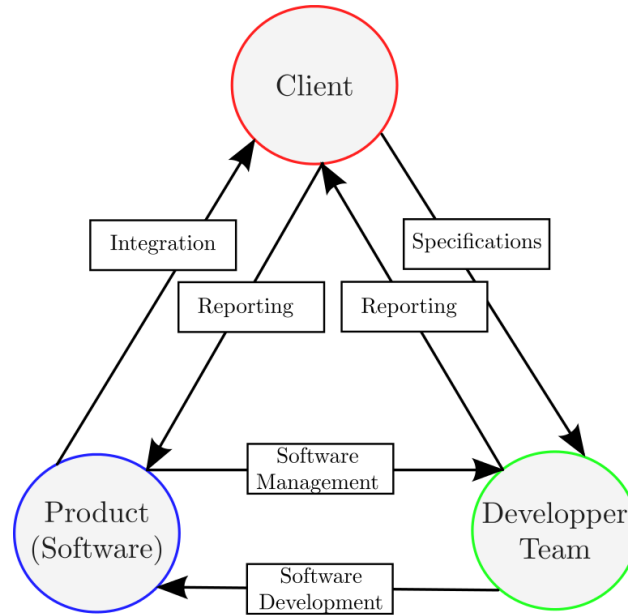 Client
Integration
Specifications
Reporting
Reporting
Software
Management
Product
(Software)
Developper
Team
Software
Development